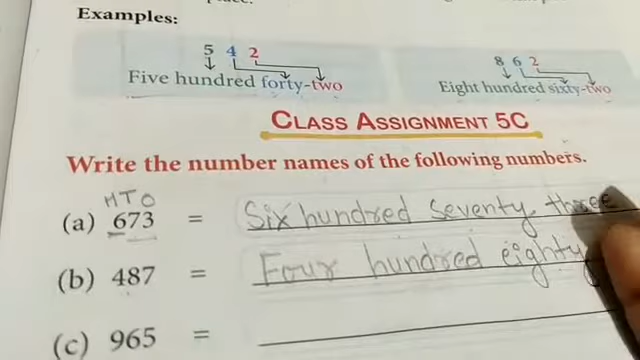 Examples:
5 4 2
Five hundred forty-two
8 6 2
Eight hundred sixty-two
CLASS ASSIGNMENT 5C
Write the number names of the following numbers.
H T O
(a) 673 = Six hundred seventy three
(b) 487 = Four hundred eighty
(c) 965 =